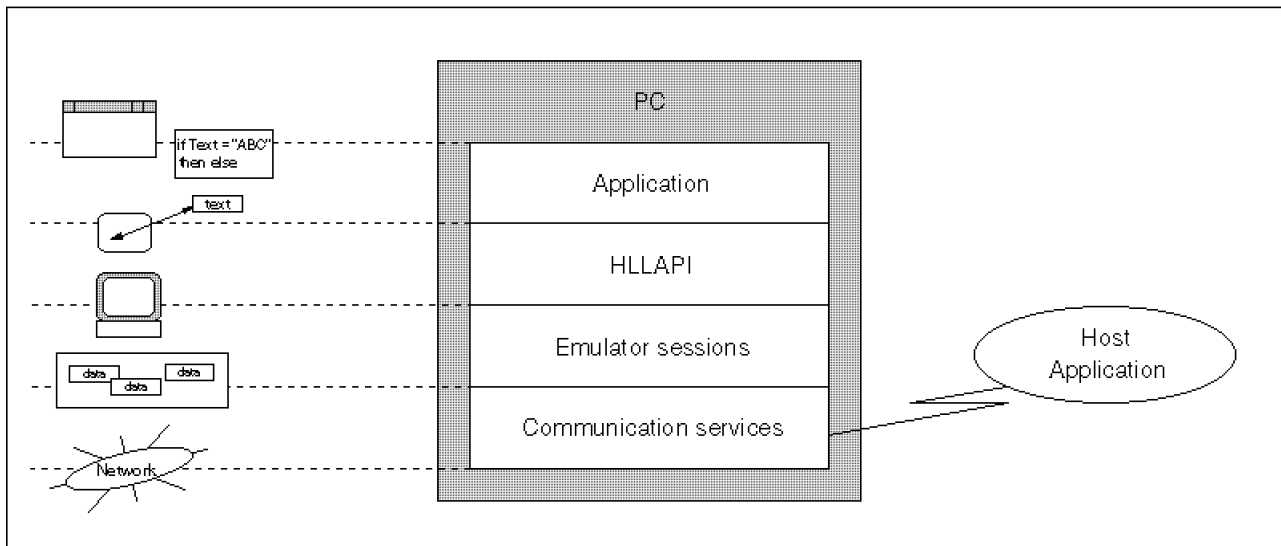 PC
if Text = "ABC"
then else
Application
text
HLLAPI
Emulator sessions
Host
Application
data
data
data
Communication services
Network